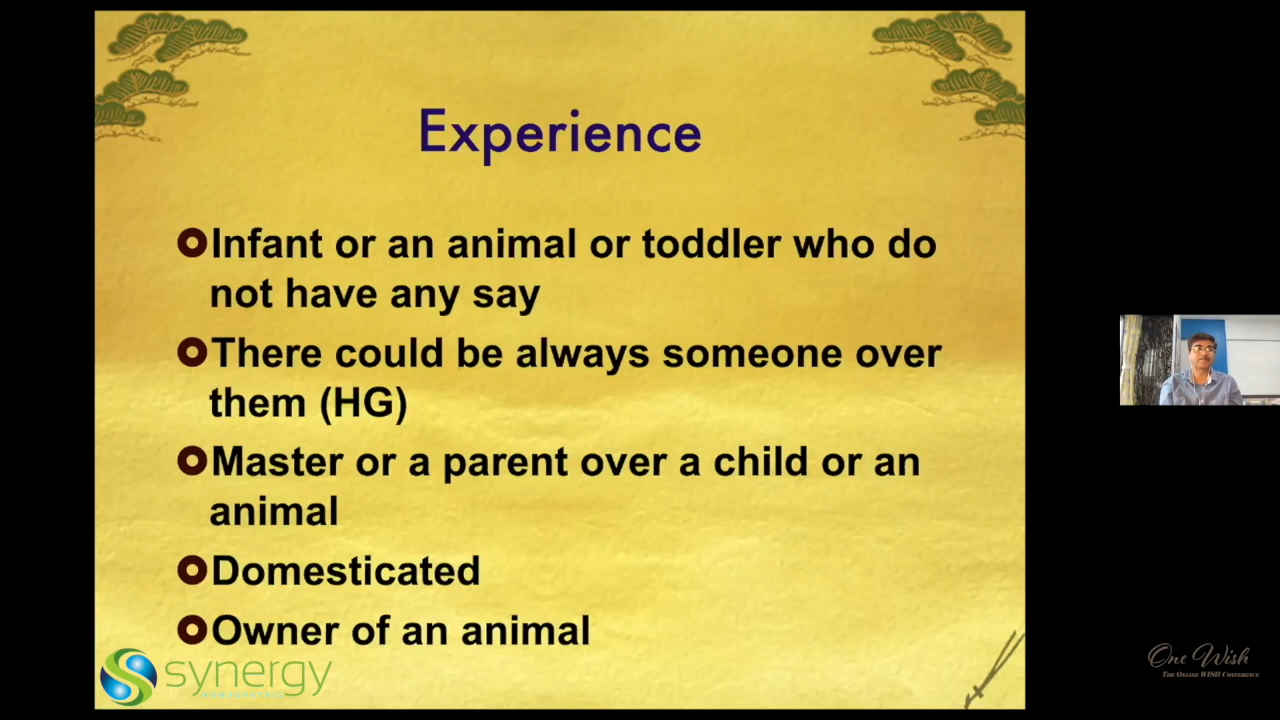 Experience
Infant or an animal or toddler who do
not have any say
There could be always someone over
them (HG)
Master or a parent over a child or an
animal
Domesticated
Owner of an animal
synergy
One Wish
The Online WISH Conference